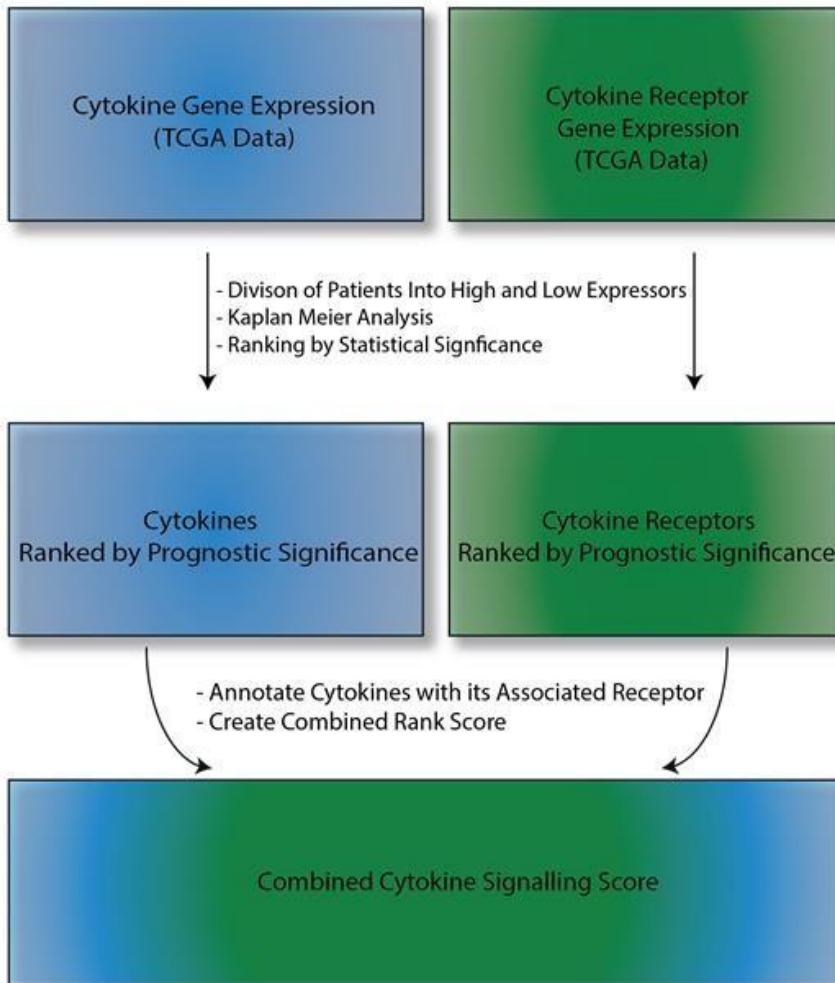 Cytokine Gene Expression
(TCGA Data)
Cytokine Receptor
Gene Expression
(TCGA Data)
- Divison of Patients Into High and Low Expressors
- Kaplan Meier Analysis
- Ranking by Statistical Signficance
Cytokines
Ranked by Prognostic Significance
Cytokine Receptors
Ranked by Prognostic Significance
- Annotate Cytokines with its Associated Receptor
- Create Combined Rank Score
Combined Cytokine Signalling Score